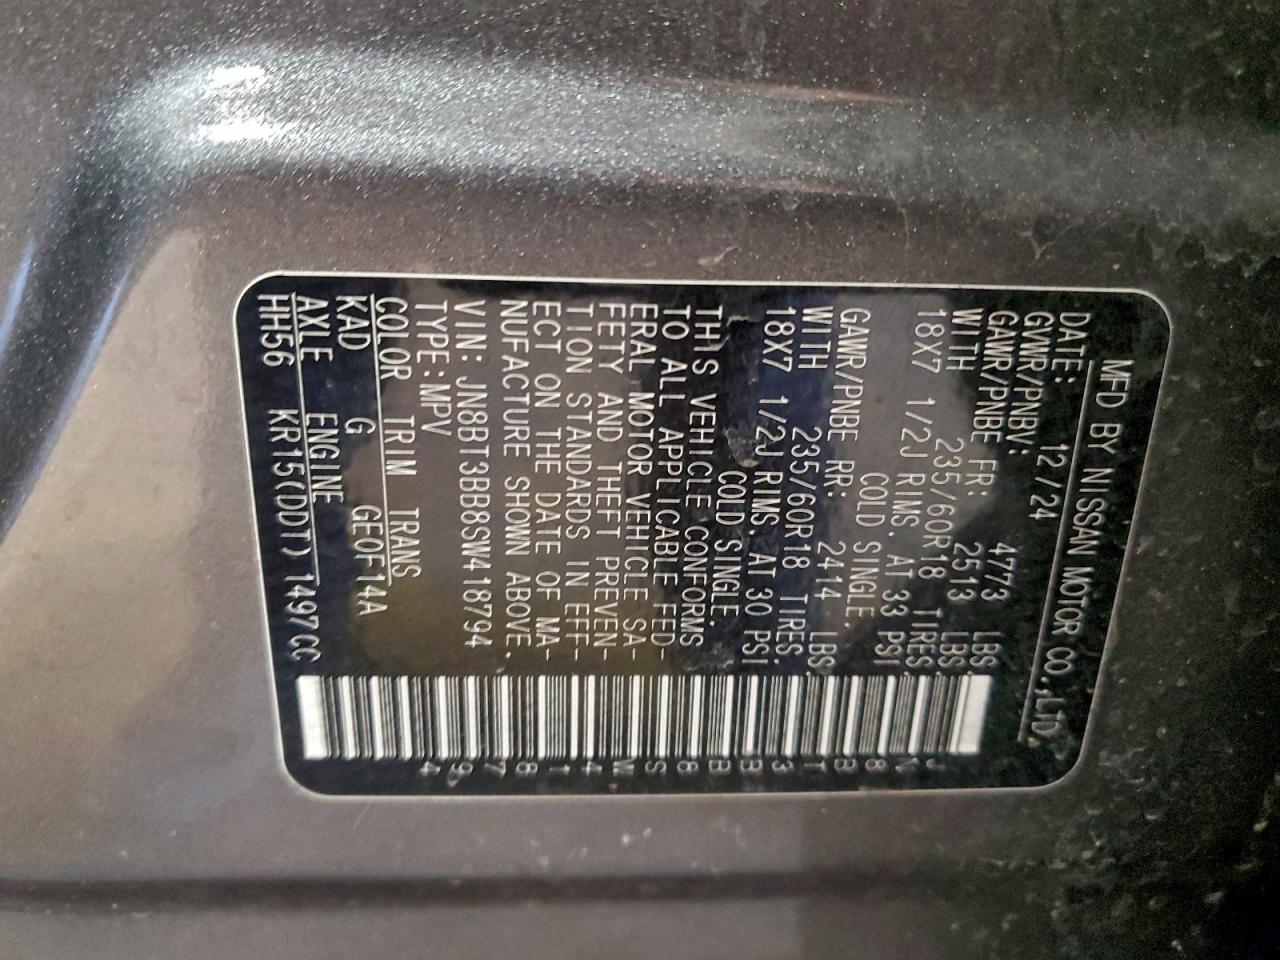 MFD BY NISSAN MOTOR CO.,LTD.
DATE: 12/24
GVWR/PNBV: 4773 LBS.
GAWR/PNBE FR: 2513 LBS.
WITH 235/60R18 TIRES,
18X7 1/2J RIMS. AT 33 PSI
COLD SINGLE.
GAWR/PNBE RR: 2414 LBS.
WITH 235/60R18 TIRES,
18X7 1/2J RIMS. AT 30 PSI
COLD SINGLE.
THIS VEHICLE CONFORMS
TO ALL APPLICABLE FED-
ERAL MOTOR VEHICLE SA-
FETY AND THEFT PREVEN-
TION STANDARDS IN EFF-
ECT ON THE DATE OF MA-
NUFACTURE SHOWN ABOVE.
VIN: JN8BT3BB8SW418794
TYPE:MPV
COLOR TRIM TRANS
KAD G GEOF14A
AXLE ENGINE
HH56 KR15(DDT)1497CC
JN8BT3BB8SW418794